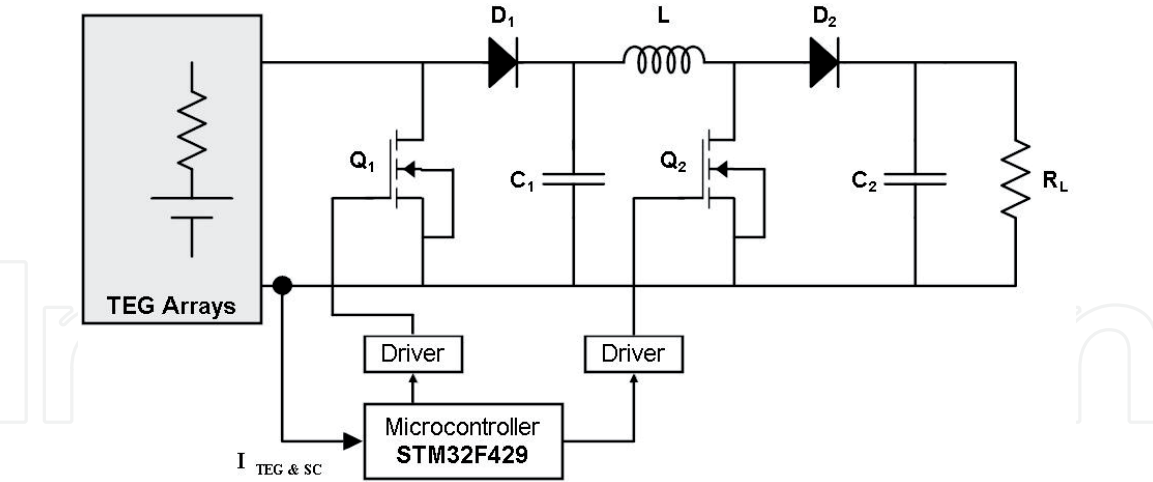 D1 L D2
Q1 C1 Q2 C2 RL
TEG Arrays
Driver Driver
Microcontroller
STM32F429
I TEG & SC